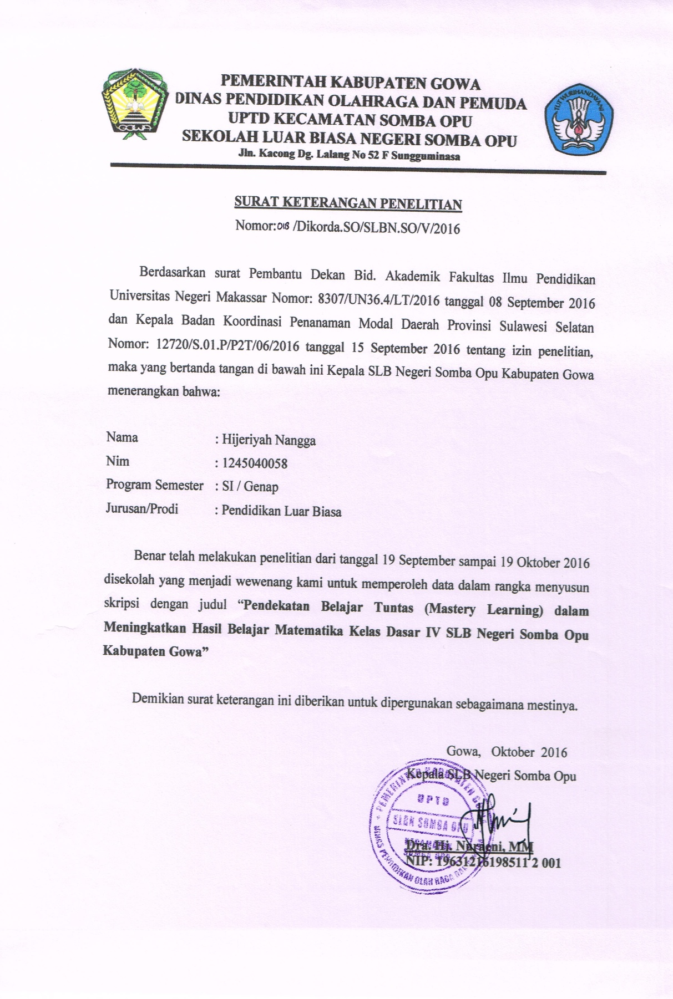 PEMERINTAH KABUPATEN GOWA
DINAS PENDIDIKAN OLAHRAGA DAN PEMUDA
UPTD KECAMATAN SOMBA OPU
SEKOLAH LUAR BIASA NEGERI SOMBA OPU
Jln. Kacong Dg. Lalang No 52 F Sungguminasa
GOWA
TUT WURI HANDAYANI
SURAT KETERANGAN PENELITIAN
Nomor:018 /Dikorda.SO/SLBN.SO/V/2016
Berdasarkan surat Pembantu Dekan Bid. Akademik Fakultas Ilmu Pendidikan
Universitas Negeri Makassar Nomor: 8307/UN36.4/LT/2016 tanggal 08 September 2016
dan Kepala Badan Koordinasi Penanaman Modal Daerah Provinsi Sulawesi Selatan
Nomor: 12720/S.01.P/P2T/06/2016 tanggal 15 September 2016 tentang izin penelitian,
maka yang bertanda tangan di bawah ini Kepala SLB Negeri Somba Opu Kabupaten Gowa
menerangkan bahwa:
Nama : Hijeriyah Nangga
Nim : 1245040058
Program Semester : SI / Genap
Jurusan/Prodi : Pendidikan Luar Biasa
Benar telah melakukan penelitian dari tanggal 19 September sampai 19 Oktober 2016
disekolah yang menjadi wewenang kami untuk memperoleh data dalam rangka menyusun
skripsi dengan judul “Pendekatan Belajar Tuntas (Mastery Learning) dalam
Meningkatkan Hasil Belajar Matematika Kelas Dasar IV SLB Negeri Somba Opu
Kabupaten Gowa”
Demikian surat keterangan ini diberikan untuk dipergunakan sebagaimana mestinya.
Gowa, Oktober 2016
Kepala SLB Negeri Somba Opu
PEMERINTAH KABUPATEN GOWA
UPTD
SLBN SOMBA OPU
KECAMATAN
SOMBA OPU
DINAS PENDIDIKAN OLAH RAGA DAN
Dra. Hj. Nuraeni, MM
NIP: 19631216198511 2 001